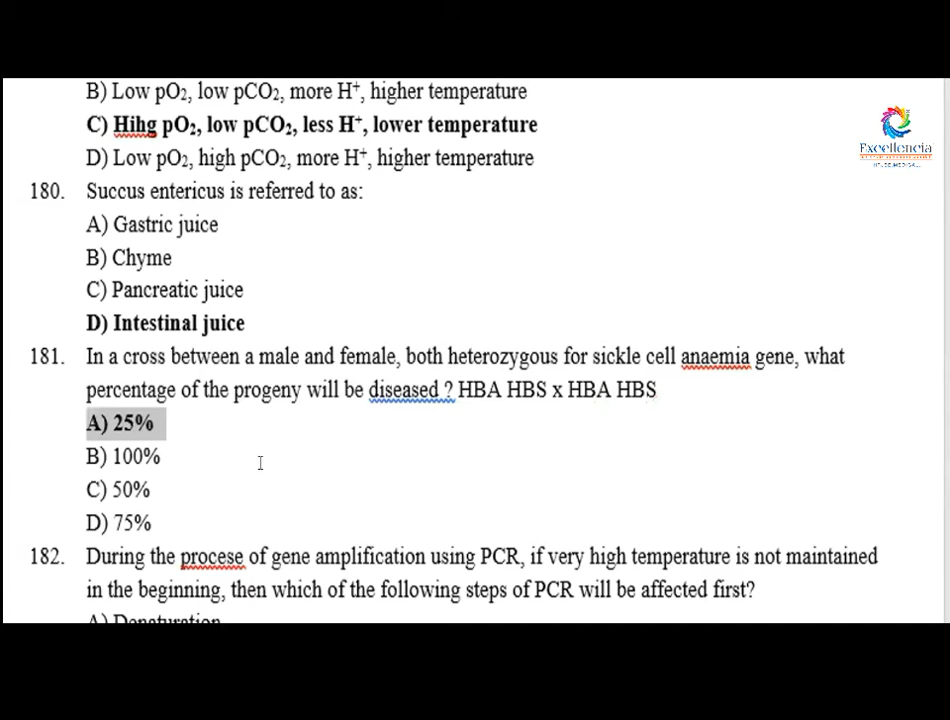 B) Low pO₂, low pCO₂, more H⁺, higher temperature
C) Hihg pO₂, low pCO₂, less H⁺, lower temperature
D) Low pO₂, high pCO₂, more H⁺, higher temperature
Excellencia
180. Succus entericus is referred to as:
A) Gastric juice
B) Chyme
C) Pancreatic juice
D) Intestinal juice
181. In a cross between a male and female, both heterozygous for sickle cell anaemia gene, what
percentage of the progeny will be diseased ? HBA HBS x HBA HBS
A) 25%
B) 100%
C) 50%
D) 75%
182. During the procese of gene amplification using PCR, if very high temperature is not maintained
in the beginning, then which of the following steps of PCR will be affected first?
A) Denaturation